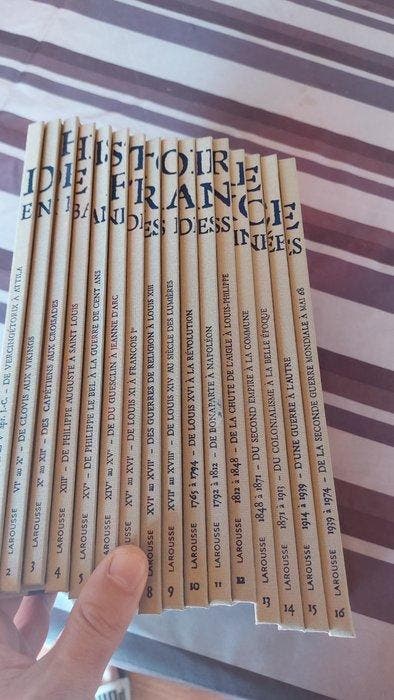 HISTOIRE
DE FRANCE
EN BANDES DESSINÉES
2 LAROUSSE apr. J.-C. – DE VERCINGÉTORIX À ATTILA
3 LAROUSSE VIᵉ au Xᵉ – DE CLOVIS AUX VIKINGS
4 LAROUSSE Xᵉ au XIIᵉ – DES CAPÉTIENS AUX CROISADES
5 LAROUSSE XIIIᵉ – DE PHILIPPE AUGUSTE À SAINT LOUIS
LAROUSSE XVᵉ – DE PHILIPPE LE BEL À LA GUERRE DE CENT ANS
LAROUSSE XIVᵉ au XVᵉ – DE DU GUESCLIN À JEANNE D'ARC
LAROUSSE XVᵉ au XVIᵉ – DE LOUIS XI À FRANÇOIS Iᵉʳ
8 LAROUSSE XVIᵉ au XVIIᵉ – DES GUERRES DE RELIGION À LOUIS XIII
9 LAROUSSE XVIIᵉ au XVIIIᵉ – DE LOUIS XIV AU SIÈCLE DES LUMIÈRES
10 LAROUSSE 1765 à 1794 – DE LOUIS XVI À LA RÉVOLUTION
11 LAROUSSE 1792 à 1812 – DE BONAPARTE À NAPOLÉON
12 LAROUSSE 1812 à 1848 – DE LA CHUTE DE L'AIGLE À LOUIS-PHILIPPE
13 LAROUSSE 1848 à 1871 – DU SECOND EMPIRE À LA COMMUNE
14 LAROUSSE 1871 à 1913 – DU COLONIALISME À LA BELLE ÉPOQUE
15 LAROUSSE 1914 à 1939 – D'UNE GUERRE À L'AUTRE
16 LAROUSSE 1939 à 1974 – DE LA SECONDE GUERRE MONDIALE À MAI 68